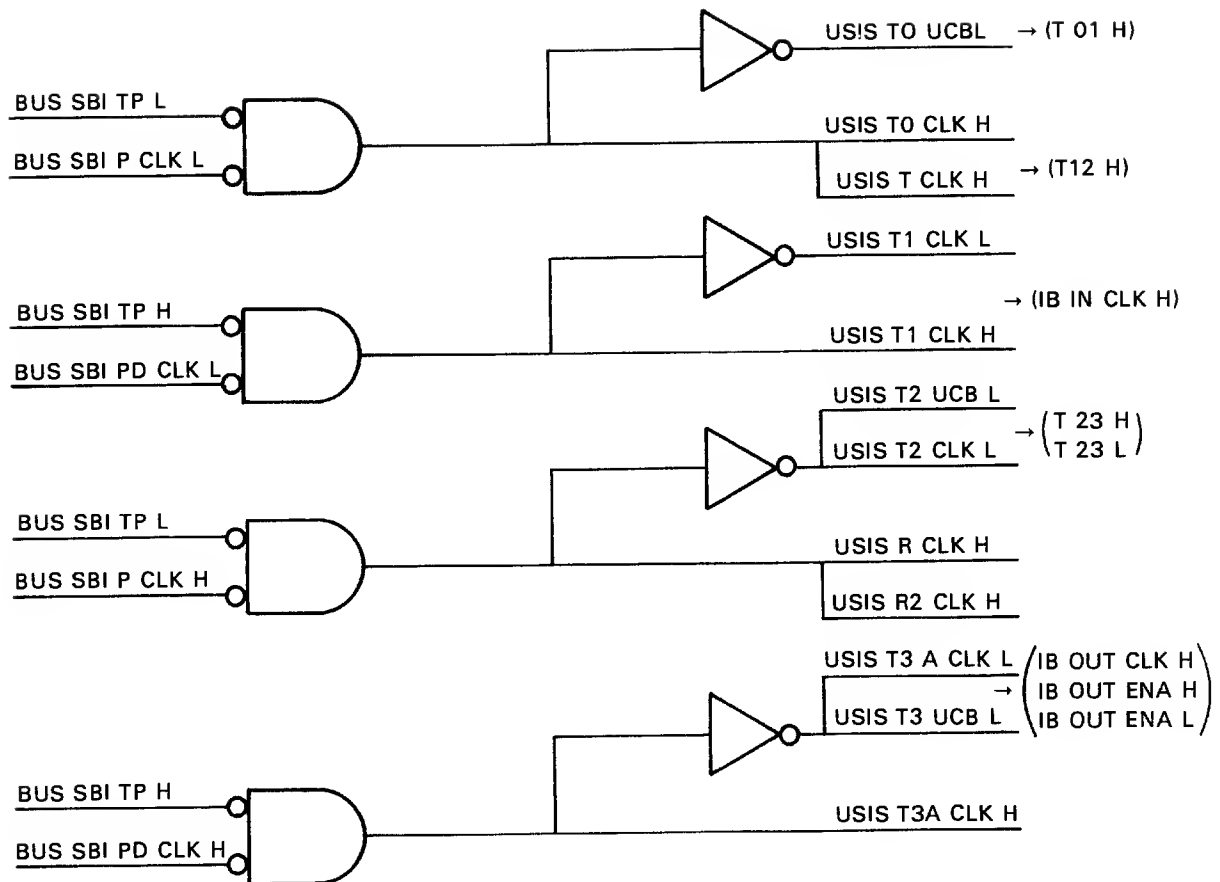 USIS T0 UCBL → (T 01 H)
BUS SBI TP L
USIS T0 CLK H
BUS SBI P CLK L
USIS T CLK H → (T12 H)
USIS T1 CLK L
BUS SBI TP H
→ (IB IN CLK H)
USIS T1 CLK H
BUS SBI PD CLK L
USIS T2 UCB L
→ (T 23 H
T 23 L)
USIS T2 CLK L
BUS SBI TP L
USIS R CLK H
BUS SBI P CLK H
USIS R2 CLK H
USIS T3 A CLK L
→ (IB OUT CLK H
IB OUT ENA H
IB OUT ENA L)
USIS T3 UCB L
BUS SBI TP H
USIS T3A CLK H
BUS SBI PD CLK H